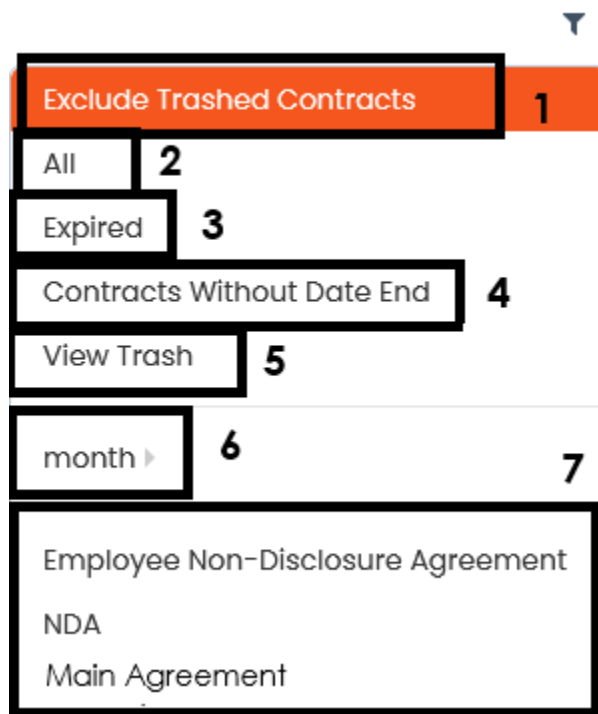 Exclude Trashed Contracts 1
All 2
Expired 3
Contracts Without Date End 4
View Trash 5
month 6
7
Employee Non-Disclosure Agreement
NDA
Main Agreement